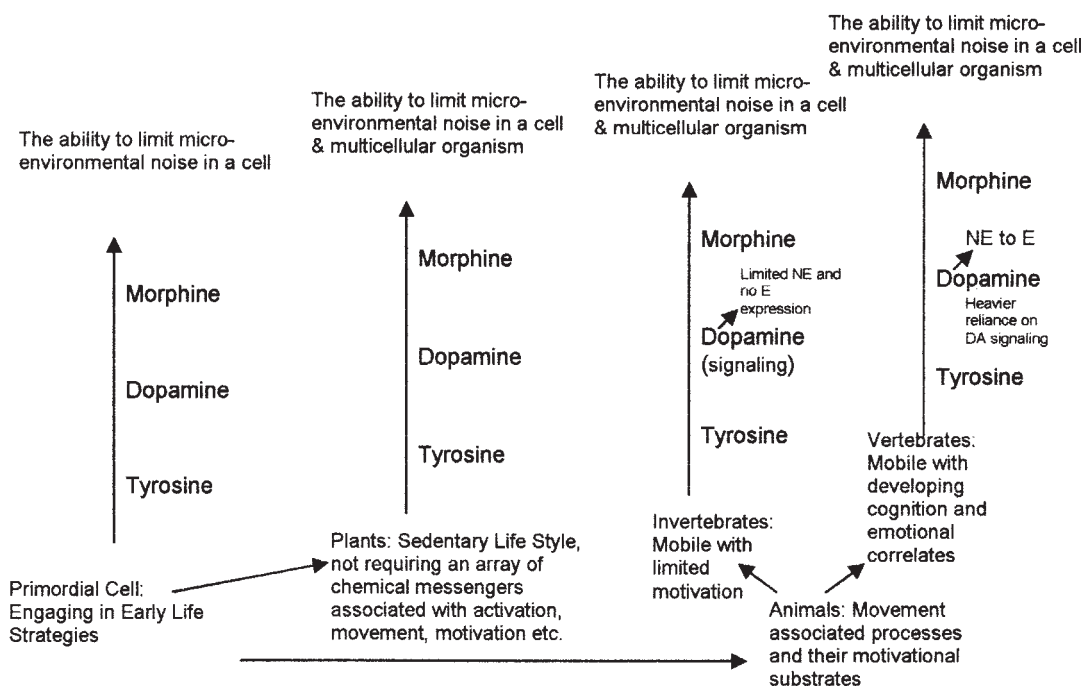 The ability to limit micro-
environmental noise in a cell
Morphine
Dopamine
Tyrosine
Primordial Cell:
Engaging in Early Life
Strategies
The ability to limit micro-
environmental noise in a cell
& multicellular organism
Morphine
Dopamine
Tyrosine
Plants: Sedentary Life Style,
not requiring an array of
chemical messengers
associated with activation,
movement, motivation etc.
The ability to limit micro-
environmental noise in a cell
& multicellular organism
Morphine
Limited NE and
no E
expression
Dopamine
(signaling)
Tyrosine
Invertebrates:
Mobile with
limited
motivation
The ability to limit micro-
environmental noise in a cell
& multicellular organism
Morphine
NE to E
Dopamine
Heavier
reliance on
DA signaling
Tyrosine
Vertebrates:
Mobile with
developing
cognition and
emotional
correlates
Animals: Movement
associated processes
and their motivational
substrates